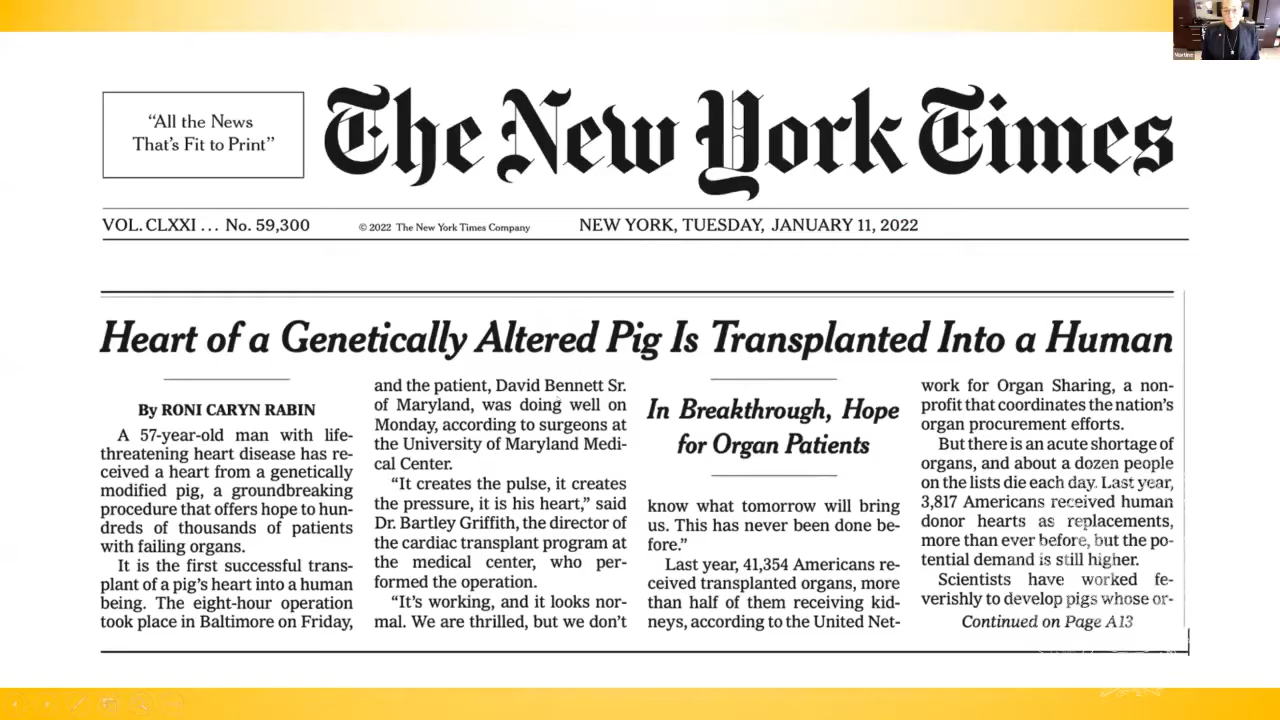 Martine
“All the News
That’s Fit to Print”
The New York Times
VOL. CLXXI ... No. 59,300
© 2022 The New York Times Company
NEW YORK, TUESDAY, JANUARY 11, 2022
Heart of a Genetically Altered Pig Is Transplanted Into a Human
By RONI CARYN RABIN
A 57-year-old man with life-
threatening heart disease has re-
ceived a heart from a genetically
modified pig, a groundbreaking
procedure that offers hope to hun-
dreds of thousands of patients
with failing organs.
It is the first successful trans-
plant of a pig’s heart into a human
being. The eight-hour operation
took place in Baltimore on Friday,
and the patient, David Bennett Sr.
of Maryland, was doing well on
Monday, according to surgeons at
the University of Maryland Medi-
cal Center.
“It creates the pulse, it creates
the pressure, it is his heart,” said
Dr. Bartley Griffith, the director of
the cardiac transplant program at
the medical center, who per-
formed the operation.
“It’s working, and it looks nor-
mal. We are thrilled, but we don’t
In Breakthrough, Hope
for Organ Patients
know what tomorrow will bring
us. This has never been done be-
fore.”
Last year, 41,354 Americans re-
ceived transplanted organs, more
than half of them receiving kid-
neys, according to the United Net-
work for Organ Sharing, a non-
profit that coordinates the nation’s
organ procurement efforts.
But there is an acute shortage of
organs, and about a dozen people
on the lists die each day. Last year,
3,817 Americans received human
donor hearts as replacements,
more than ever before, but the po-
tential demand is still higher.
Scientists have worked fe-
verishly to develop pigs whose or-
Continued on Page A13